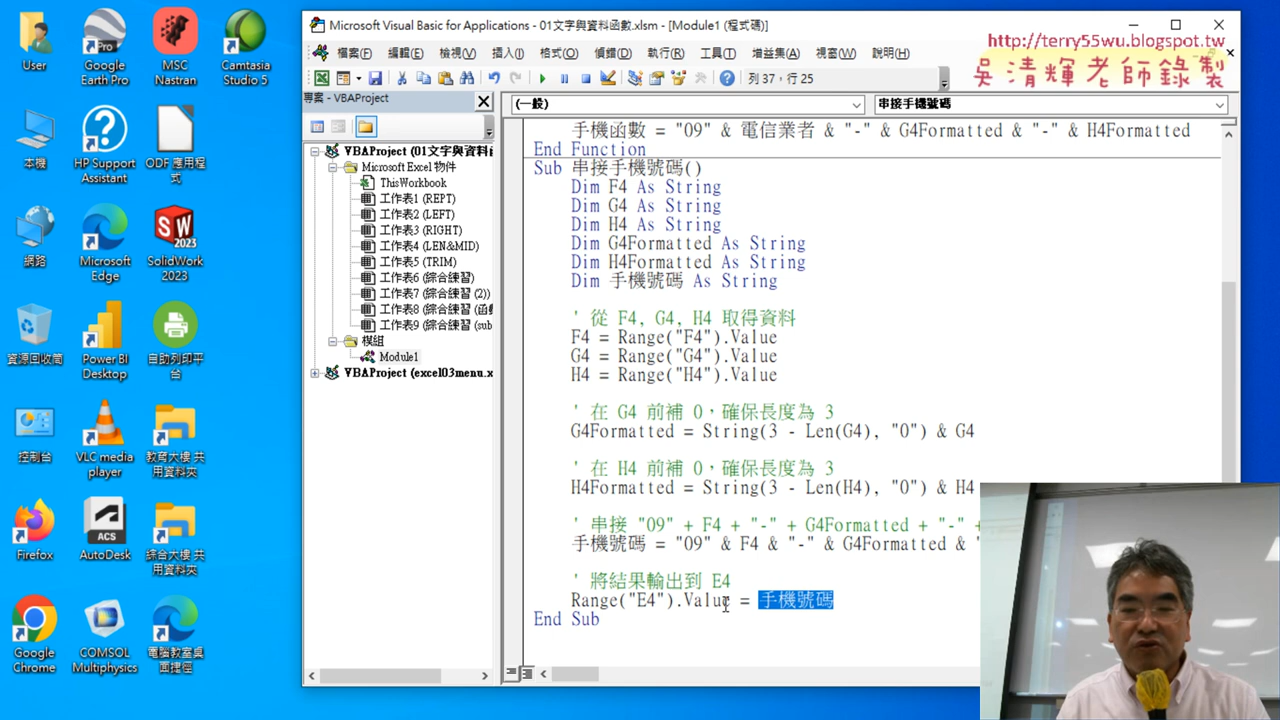 Microsoft Visual Basic for Applications - 01文字與資料函數.xlsm - [Module1 (程式碼)]
檔案(F) 編輯(E) 檢視(V) 插入(I) 格式(O) 偵錯(D) 執行(R) 工具(T) 增益集(A) 視窗(W) 說明(H)
http://terry55wu.blogspot.tw
吳清輝老師錄製
列 37，行 25
專案 - VBAProject
(一般)
串接手機號碼
VBAProject (01文字與資料
Microsoft Excel 物件
ThisWorkbook
工作表1 (REPT)
工作表2 (LEFT)
工作表3 (RIGHT)
工作表4 (LEN&MID)
工作表5 (TRIM)
工作表6 (綜合練習)
工作表7 (綜合練習 (2))
工作表8 (綜合練習 (函
工作表9 (綜合練習 (sub
模組
Module1
VBAProject (excel03menu.x
手機函數 = "09" & 電信業者 & "-" & G4Formatted & "-" & H4Formatted
End Function
Sub 串接手機號碼()
Dim F4 As String
Dim G4 As String
Dim H4 As String
Dim G4Formatted As String
Dim H4Formatted As String
Dim 手機號碼 As String
' 從 F4, G4, H4 取得資料
F4 = Range("F4").Value
G4 = Range("G4").Value
H4 = Range("H4").Value
' 在 G4 前補 0，確保長度為 3
G4Formatted = String(3 - Len(G4), "0") & G4
' 在 H4 前補 0，確保長度為 3
H4Formatted = String(3 - Len(H4), "0") & H4
' 串接 "09" + F4 + "-" + G4Formatted + "-" +
手機號碼 = "09" & F4 & "-" & G4Formatted & "
' 將結果輸出到 E4
Range("E4").Value = 手機號碼
End Sub
User
Google Earth Pro
MSC Nastran
Camtasia Studio 5
本機
HP Support Assistant
ODF 應用程式
網路
Microsoft Edge
SolidWork 2023
資源回收筒
Power BI Desktop
自助列印平台
控制台
VLC media player
教育大樓 共用資料夾
Firefox
AutoDesk
綜合大樓 共用資料夾
Google Chrome
COMSOL Multiphysics
電腦教室桌面捷徑